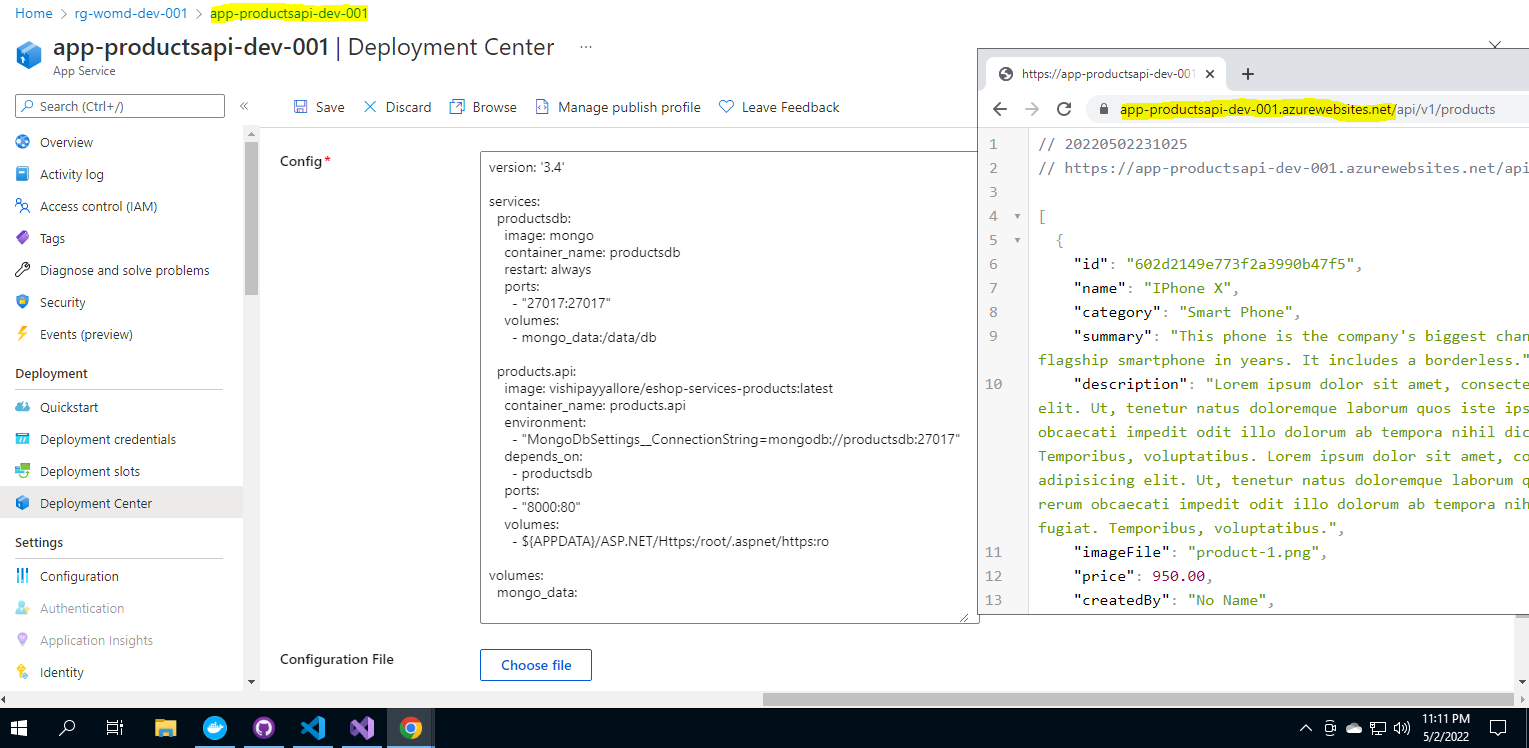 Home > rg-womd-dev-001 > app-productsapi-dev-001
app-productsapi-dev-001 | Deployment Center ...
App Service
Search (Ctrl+/)
«
Save
Discard
Browse
Manage publish profile
Leave Feedback
Overview
Activity log
Access control (IAM)
Tags
Diagnose and solve problems
Security
Events (preview)
Deployment
Quickstart
Deployment credentials
Deployment slots
Deployment Center
Settings
Configuration
Authentication
Application Insights
Identity
Config*
version: '3.4'
services:
productsdb:
image: mongo
container_name: productsdb
restart: always
ports:
- "27017:27017"
volumes:
- mongo_data:/data/db
products.api:
image: vishipayyallore/eshop-services-products:latest
container_name: products.api
environment:
- "MongoDbSettings__ConnectionString=mongodb://productsdb:27017"
depends_on:
- productsdb
ports:
- "8000:80"
volumes:
- ${APPDATA}/ASP.NET/Https:/root/.aspnet/https:ro
volumes:
mongo_data:
Configuration File
Choose file
https://app-productsapi-dev-001
app-productsapi-dev-001.azurewebsites.net/api/v1/products
1 // 20220502231025
2 // https://app-productsapi-dev-001.azurewebsites.net/api
3
4 [
5 {
6 "id": "602d2149e773f2a3990b47f5",
7 "name": "IPhone X",
8 "category": "Smart Phone",
9 "summary": "This phone is the company's biggest chan
flagship smartphone in years. It includes a borderless."
10 "description": "Lorem ipsum dolor sit amet, consecte
elit. Ut, tenetur natus doloremque laborum quos iste ips
obcaecati impedit odit illo dolorum ab tempora nihil dic
Temporibus, voluptatibus. Lorem ipsum dolor sit amet, co
adipisicing elit. Ut, tenetur natus doloremque laborum q
rerum obcaecati impedit odit illo dolorum ab tempora nih
fugiat. Temporibus, voluptatibus.",
11 "imageFile": "product-1.png",
12 "price": 950.00,
13 "createdBy": "No Name",
11:11 PM
5/2/2022